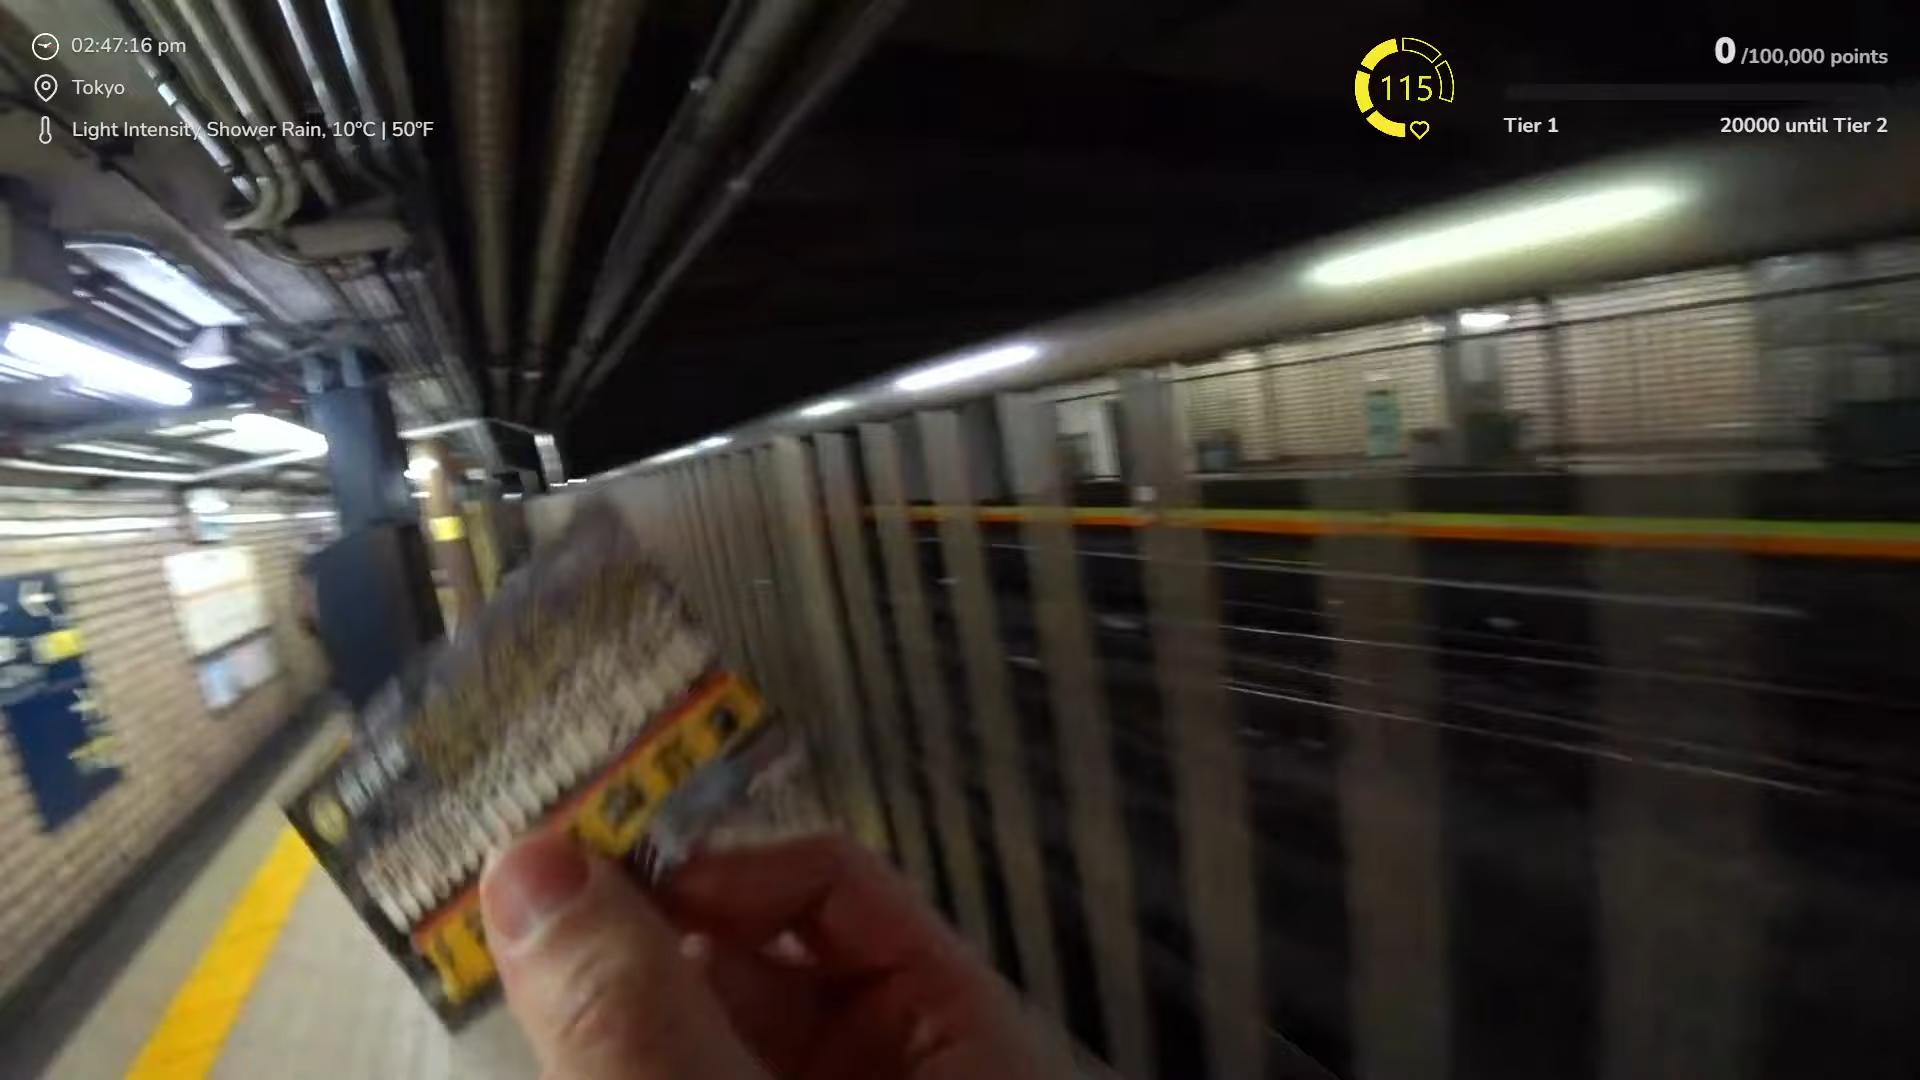 02:47:16 pm
Tokyo
Light Intensity Shower Rain, 10°C | 50°F
115
0 /100,000 points
Tier 1
20000 until Tier 2